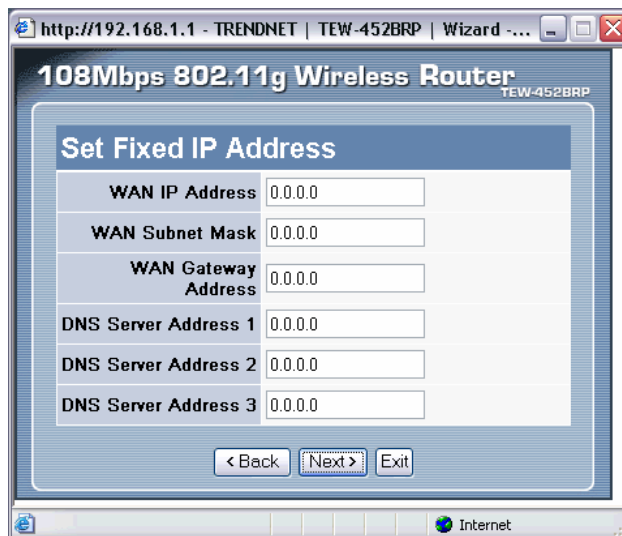 http://192.168.1.1 - TRENDNET | TEW-452BRP | Wizard -...
108Mbps 802.11g Wireless Router
TEW-452BRP
Set Fixed IP Address
WAN IP Address 0.0.0.0
WAN Subnet Mask 0.0.0.0
WAN Gateway
Address 0.0.0.0
DNS Server Address 1 0.0.0.0
DNS Server Address 2 0.0.0.0
DNS Server Address 3 0.0.0.0
< Back Next > Exit
Internet